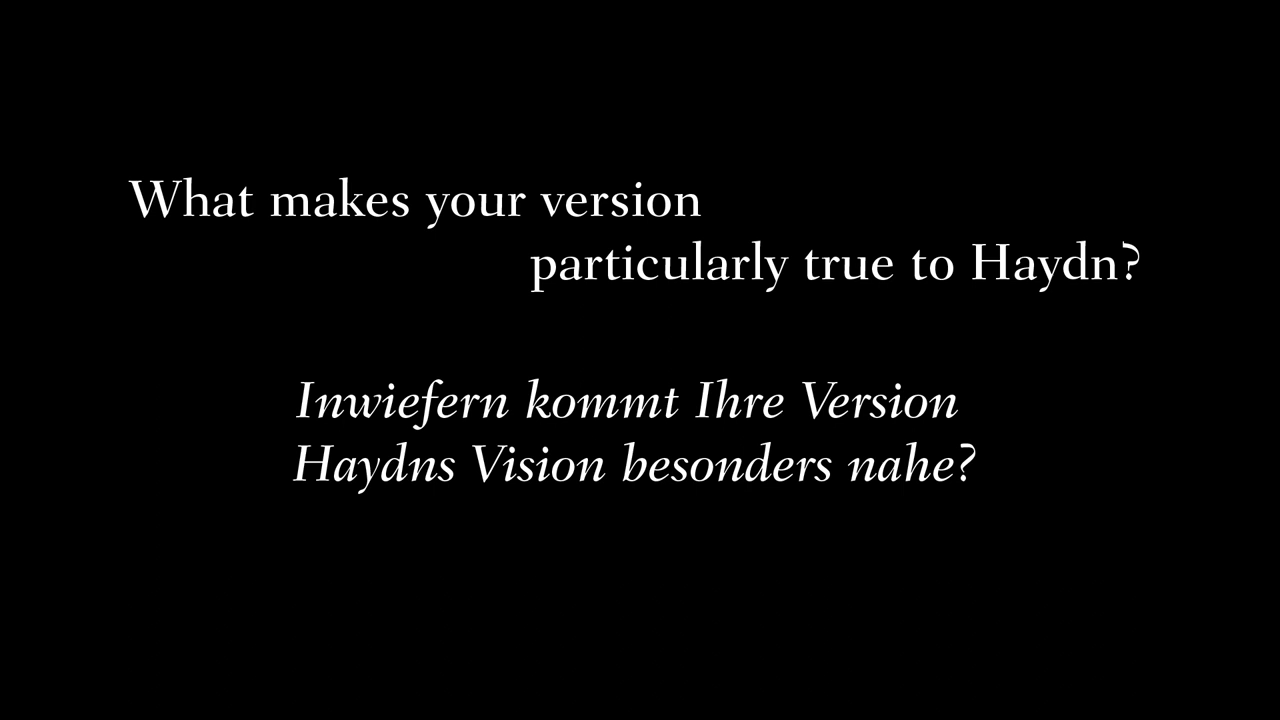 What makes your version
particularly true to Haydn?
Inwiefern kommt Ihre Version
Haydns Vision besonders nahe?